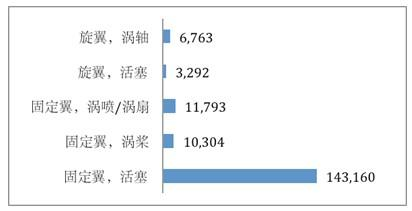 旋翼，涡轴 6,763
旋翼，活塞 3,292
固定翼，涡喷/涡扇 11,793
固定翼，涡桨 10,304
固定翼，活塞 143,160